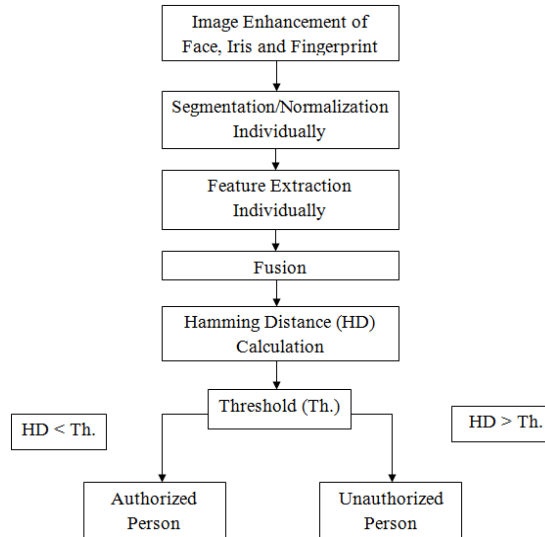 Image Enhancement of
Face, Iris and Fingerprint
Segmentation/Normalization
Individually
Feature Extraction
Individually
Fusion
Hamming Distance (HD)
Calculation
Threshold (Th.)
HD < Th.
HD > Th.
Authorized
Person
Unauthorized
Person